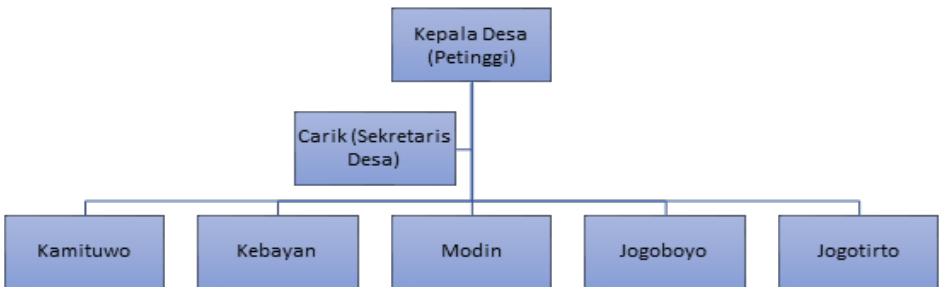 Kepala Desa
(Petinggi)
Carik (Sekretaris
Desa)
Kamituwo
Kebayan
Modin
Jogoboyo
Jogotirto